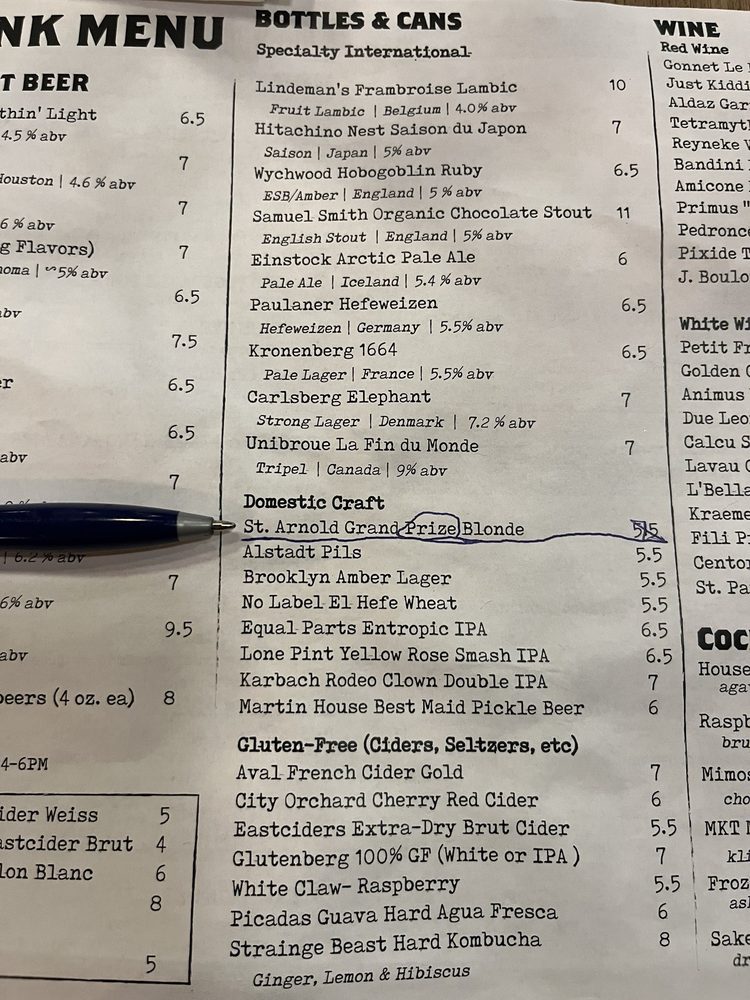 NK MENU
T BEER
thin' Light 6.5
4.5 % abv
7
Houston | 4.6 % abv
7
6 % abv
g Flavors) 7
noma | ~5% abv
6.5
abv
7.5
er 6.5
6.5
abv
7
| 6.2 % abv
7
6% abv
9.5
abv
beers (4 oz. ea) 8
4-6PM
ider Weiss 5
astcider Brut 4
lon Blanc 6
8
5
BOTTLES & CANS
Specialty International
Lindeman's Framboise Lambic 10
Fruit Lambic | Belgium | 4.0% abv
Hitachino Nest Saison du Japon 7
Saison | Japan | 5% abv
Wychwood Hobogoblin Ruby 6.5
ESB/Amber | England | 5 % abv
Samuel Smith Organic Chocolate Stout 11
English Stout | England | 5% abv
Einstock Arctic Pale Ale 6
Pale Ale | Iceland | 5.4 % abv
Paulaner Hefeweizen 6.5
Hefeweizen | Germany | 5.5% abv
Kronenberg 1664 6.5
Pale Lager | France | 5.5% abv
Carlsberg Elephant 7
Strong Lager | Denmark | 7.2 % abv
Unibroue La Fin du Monde 7
Tripel | Canada | 9% abv
Domestic Craft
St. Arnold Grand Prize Blonde
Alstadt Pils 5.5
Brooklyn Amber Lager 5.5
No Label El Hefe Wheat 5.5
Equal Parts Entropic IPA 6.5
Lone Pint Yellow Rose Smash IPA 6.5
Karbach Rodeo Clown Double IPA 7
Martin House Best Maid Pickle Beer 6
Gluten-Free (Ciders, Seltzers, etc)
Aval French Cider Gold 7
City Orchard Cherry Red Cider 6
Eastciders Extra-Dry Brut Cider 5.5
Glutenberg 100% GF (White or IPA ) 7
White Claw- Raspberry 5.5
Picadas Guava Hard Agua Fresca 6
Strainge Beast Hard Kombucha 8
Ginger, Lemon & Hibiscus
WINE
Red Wine
Gonnet Le
Just Kiddi
Aldaz Gar
Tetramyt
Reyneke
Bandini
Amicone
Primus "
Pedronce
Pixide T
J. Boulo
White Wi
Petit Fr
Golden
Animus
Due Leo
Calcu S
Lavau
L'Bella
Kraeme
Fili Pi
Centor
St. Pa
COC
House
aga
Raspb
bru
Mimos
cho
MKT
kli
Froz
as
Sake
dr